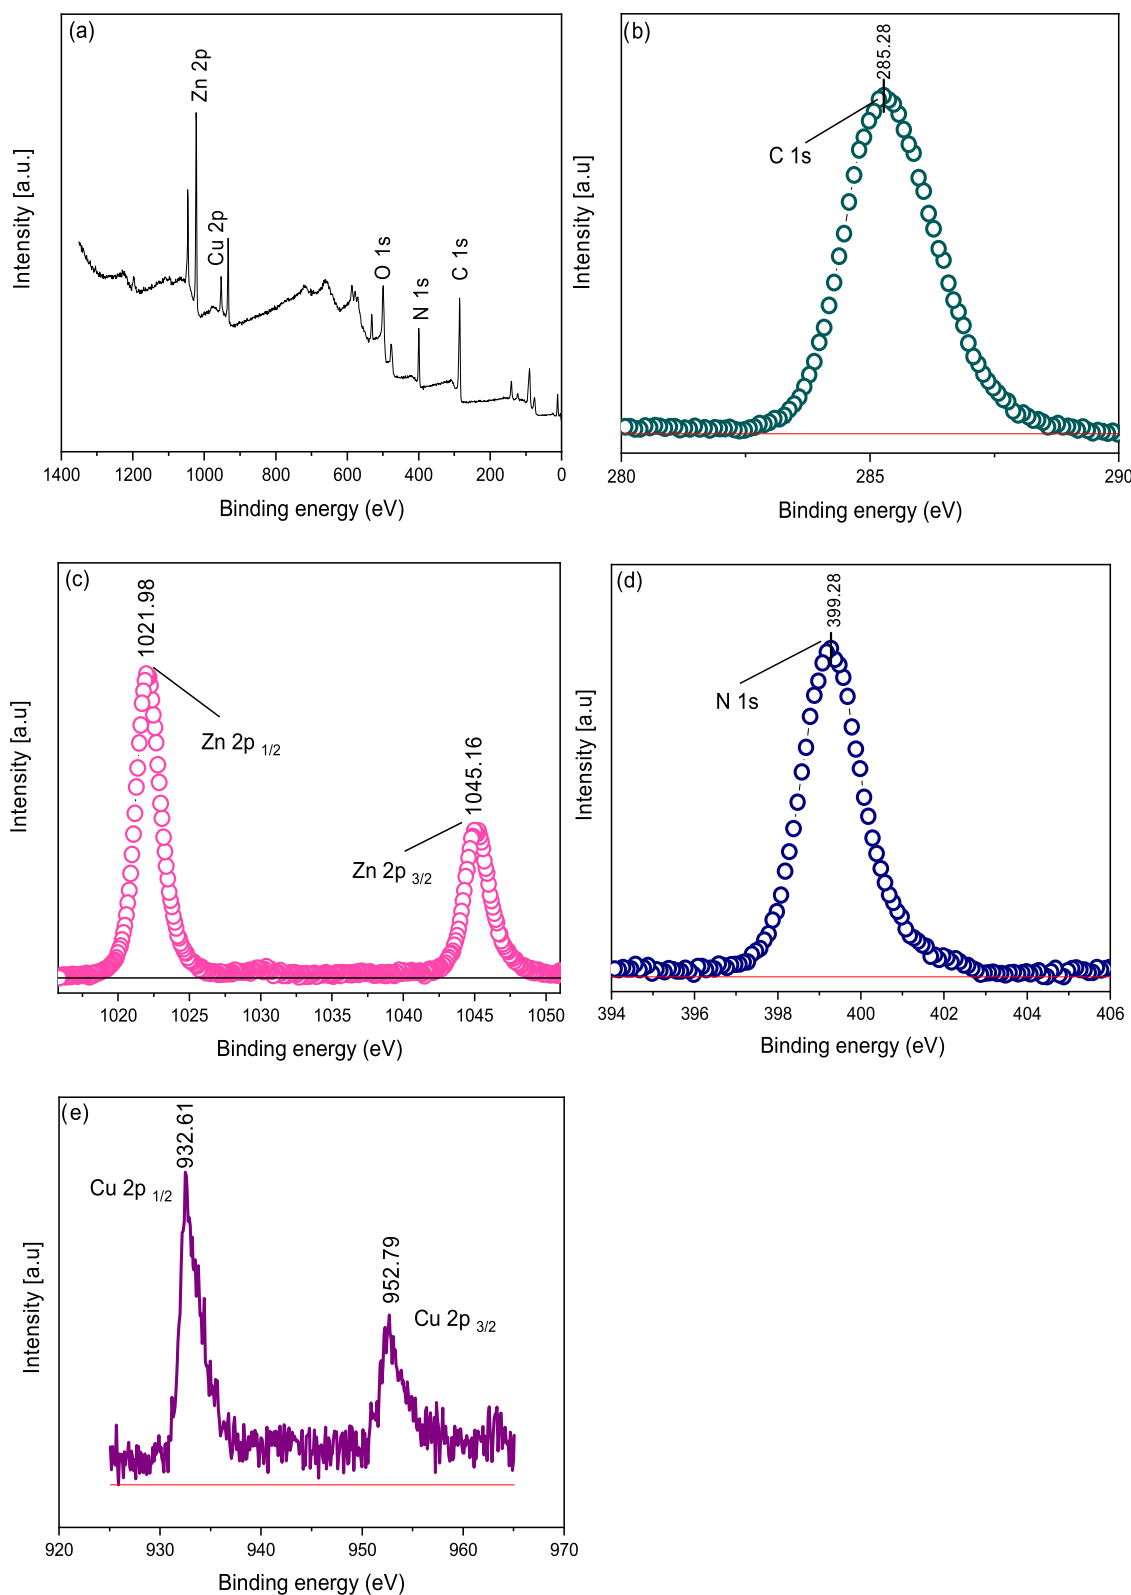 (a)
Zn 2p
Cu 2p
O 1s
N 1s
C 1s
Intensity [a.u.]
1400 1200 1000 800 600 400 200 0
Binding energy (eV)
(b)
285.28
C 1s
Intensity [a.u]
280 285 290
Binding energy (eV)
(c)
1021.98
Zn 2p 1/2
1045.16
Zn 2p 3/2
Intensity [a.u]
1020 1025 1030 1035 1040 1045 1050
Binding energy (eV)
(d)
399.28
N 1s
Intensity [a.u]
394 396 398 400 402 404 406
Binding energy (eV)
(e)
932.61
Cu 2p 1/2
952.79
Cu 2p 3/2
Intensity [a.u]
920 930 940 950 960 970
Binding energy (eV)